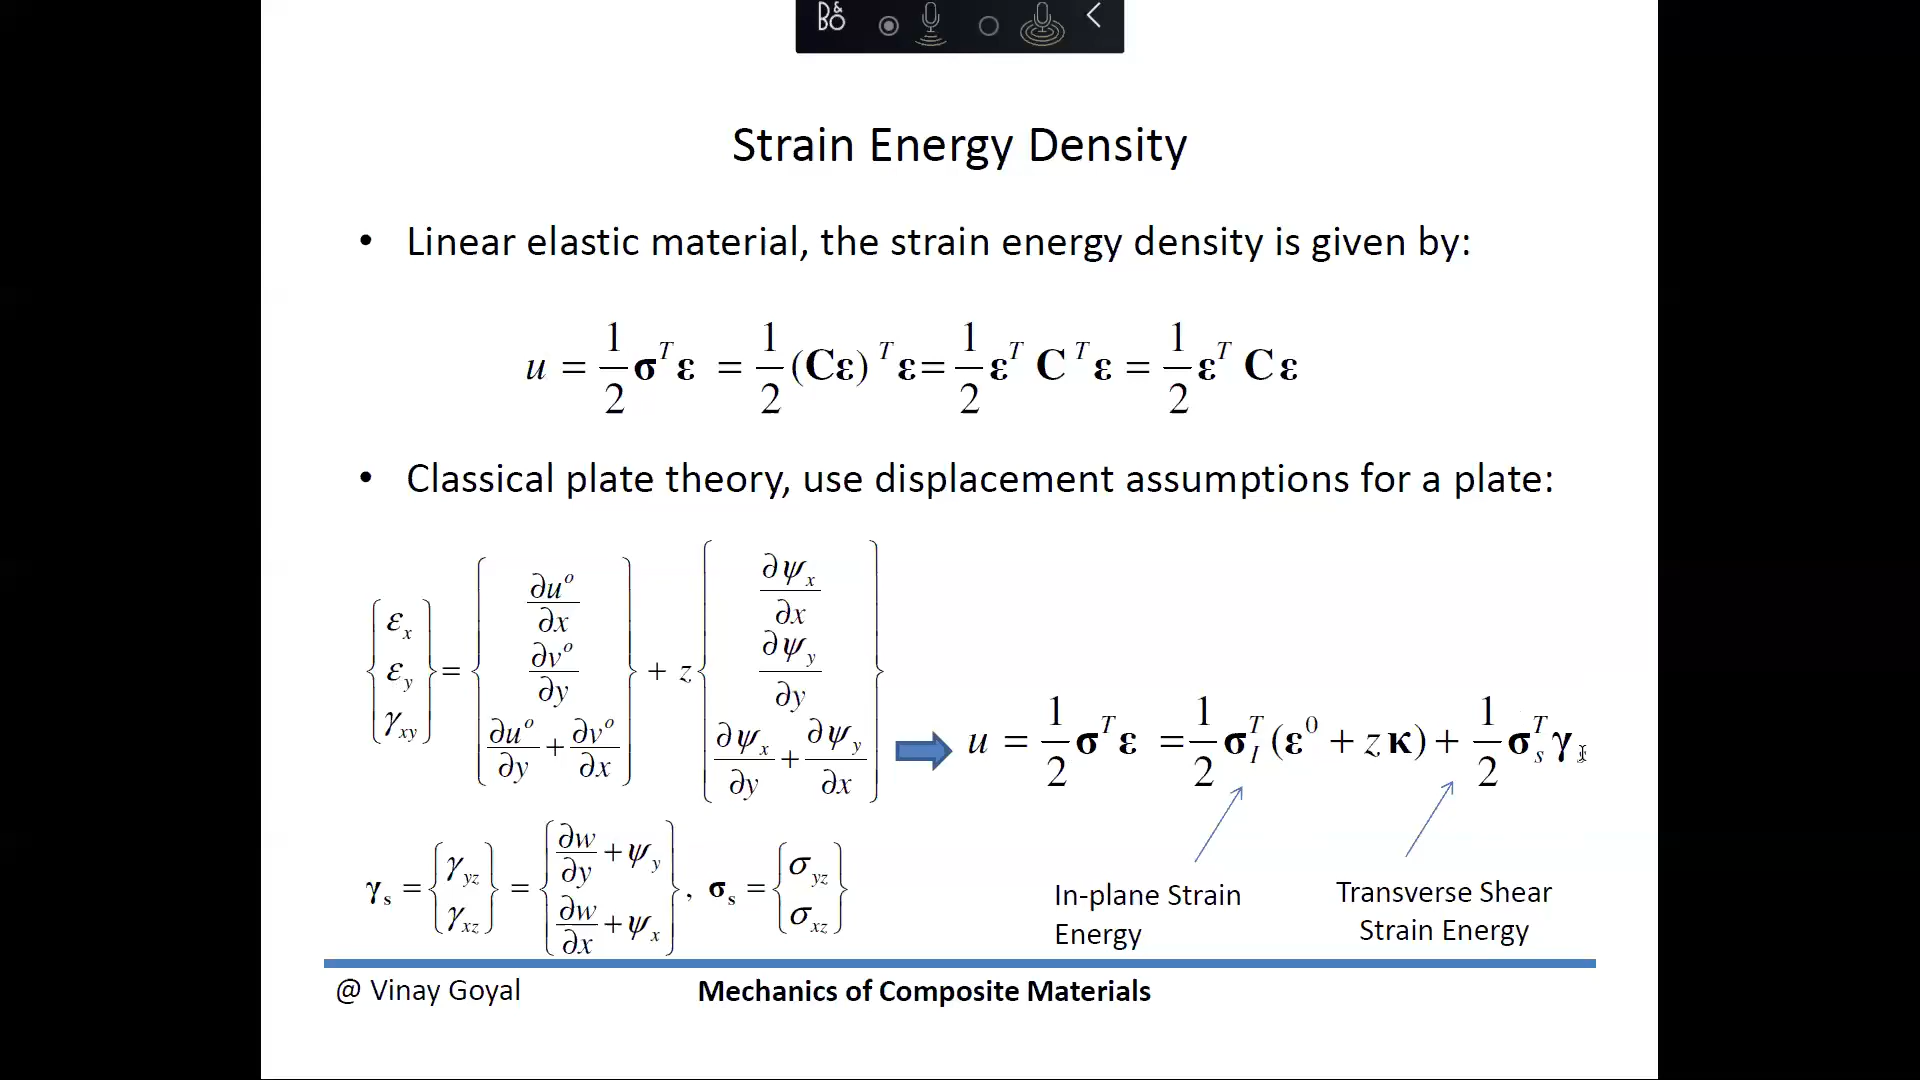 B&O
Strain Energy Density
• Linear elastic material, the strain energy density is given by:
u = 1/2 σ^T ε = 1/2 (Cε)^T ε = 1/2 ε^T C^T ε = 1/2 ε^T C ε
• Classical plate theory, use displacement assumptions for a plate:
{ε_x, ε_y, γ_xy} = {∂u^o/∂x, ∂v^o/∂y, ∂u^o/∂y + ∂v^o/∂x} + z {∂ψ_x/∂x, ∂ψ_y/∂y, ∂ψ_x/∂y + ∂ψ_y/∂x}
u = 1/2 σ^T ε = 1/2 σ_I^T (ε^0 + z κ) + 1/2 σ_s^T γ_s
γ_s = {γ_yz, γ_xz} = {∂w/∂y + ψ_y, ∂w/∂x + ψ_x}, σ_s = {σ_yz, σ_xz}
In-plane Strain
Energy
Transverse Shear
Strain Energy
@ Vinay Goyal
Mechanics of Composite Materials